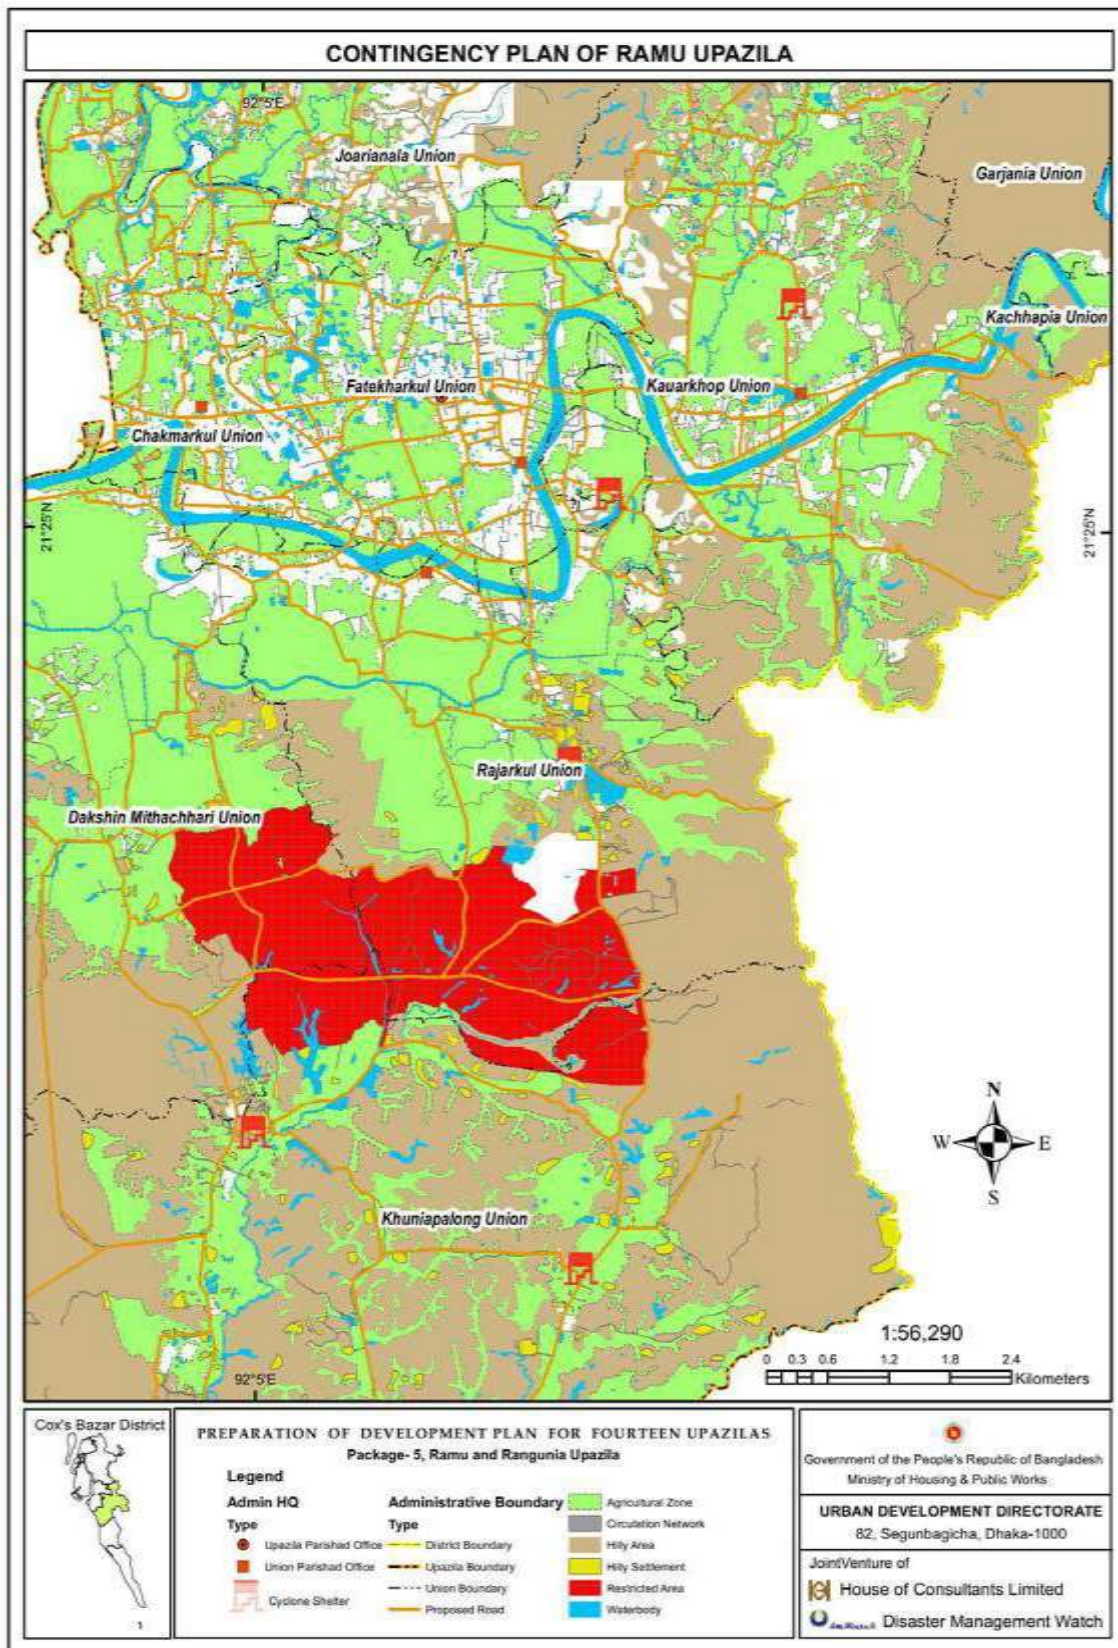 CONTINGENCY PLAN OF RAMU UPAZILA
92°5'E
Joarianala Union
Garjania Union
Kachhapia Union
Fatekharkul Union
Kauarkhop Union
Chakmarkul Union
21°25'N
21°25'N
Rajarkul Union
Dakshin Mithachhari Union
N
W
E
S
Khuniapalong Union
1:56,290
0 0.3 0.6 1.2 1.8 2.4
Kilometers
92°5'E
Cox's Bazar District
1
PREPARATION OF DEVELOPMENT PLAN FOR FOURTEEN UPAZILAS
Package- 5, Ramu and Rangunia Upazila
Legend
Admin HQ
Type
Upazila Parishad Office
Union Parishad Office
Cyclone Shelter
Administrative Boundary
Type
District Boundary
Upazila Boundary
Union Boundary
Proposed Road
Agricultural Zone
Circulation Network
Hilly Area
Hilly Settlement
Restricted Area
Waterbody
Government of the People's Republic of Bangladesh
Ministry of Housing & Public Works
URBAN DEVELOPMENT DIRECTORATE
82, Segunbagicha, Dhaka-1000
JointVenture of
House of Consultants Limited
Disaster Management Watch